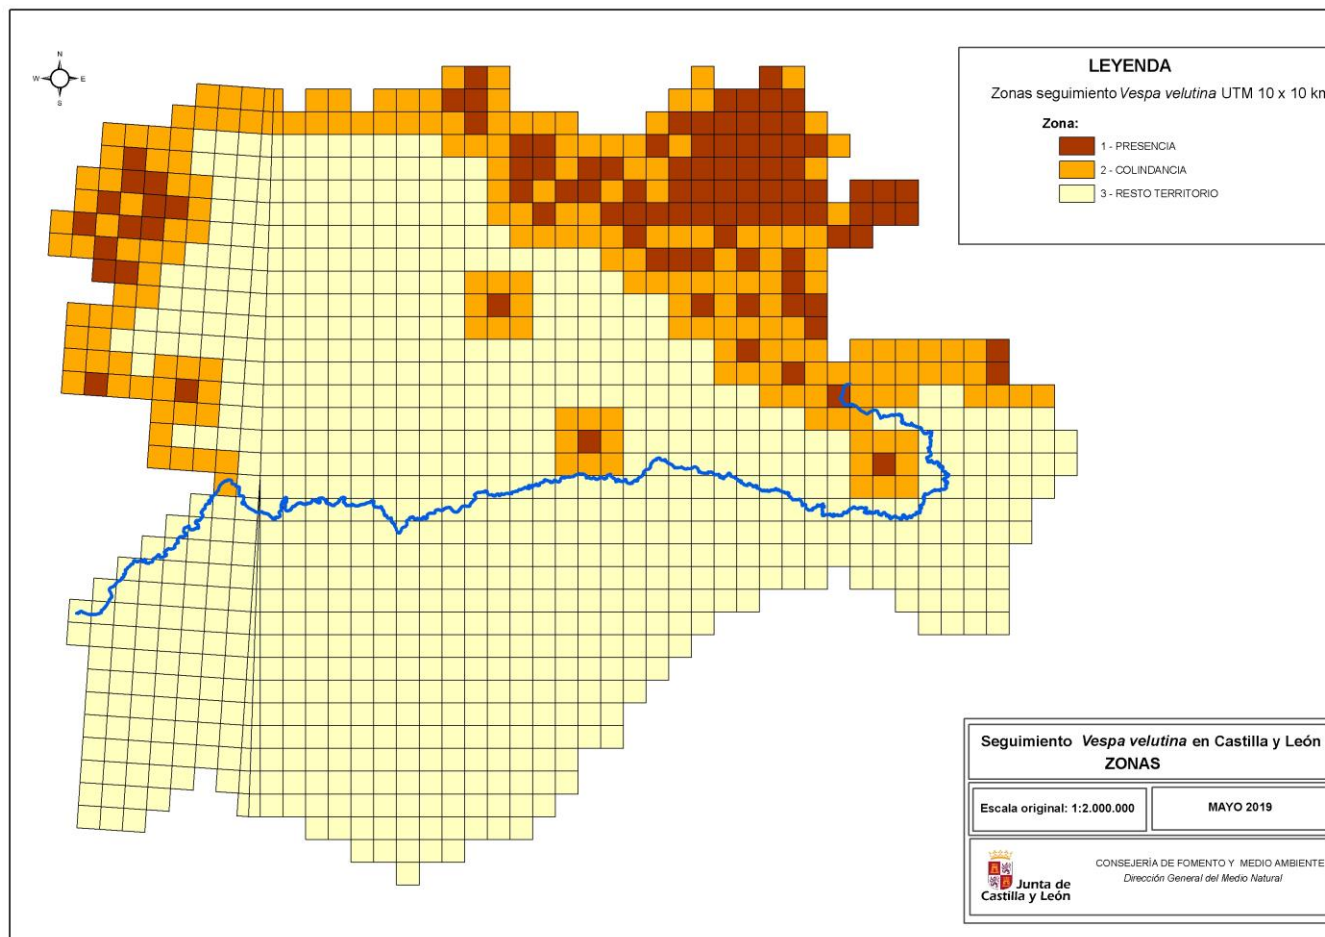 N
W E
S
LEYENDA
Zonas seguimiento Vespa velutina UTM 10 x 10 km
Zona:
1 - PRESENCIA
2 - COLINDANCIA
3 - RESTO TERRITORIO
Seguimiento Vespa velutina en Castilla y León
ZONAS
Escala original: 1:2.000.000
MAYO 2019
CONSEJERÍA DE FOMENTO Y MEDIO AMBIENTE
Dirección General del Medio Natural
Junta de
Castilla y León